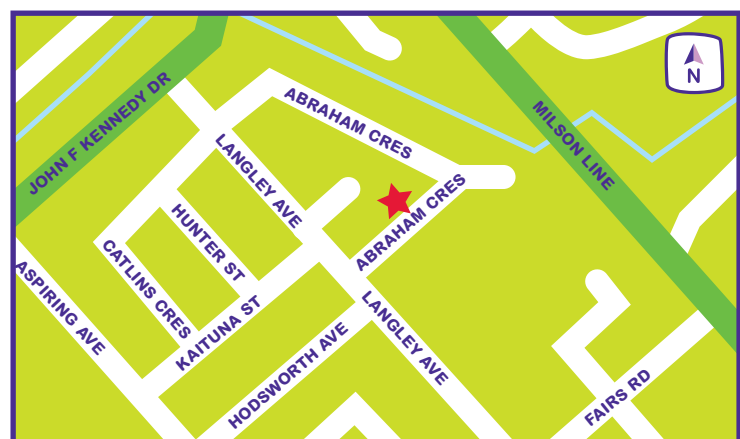 N
ABRAHAM CRES
JOHN F KENNEDY DR
MILSON LINE
LANGLEY AVE
ABRAHAM CRES
HUNTER ST
CATLINS CRES
ASPIRING AVE
KAITUNA ST
LANGLEY AVE
HODSWORTH AVE
FAIRS RD